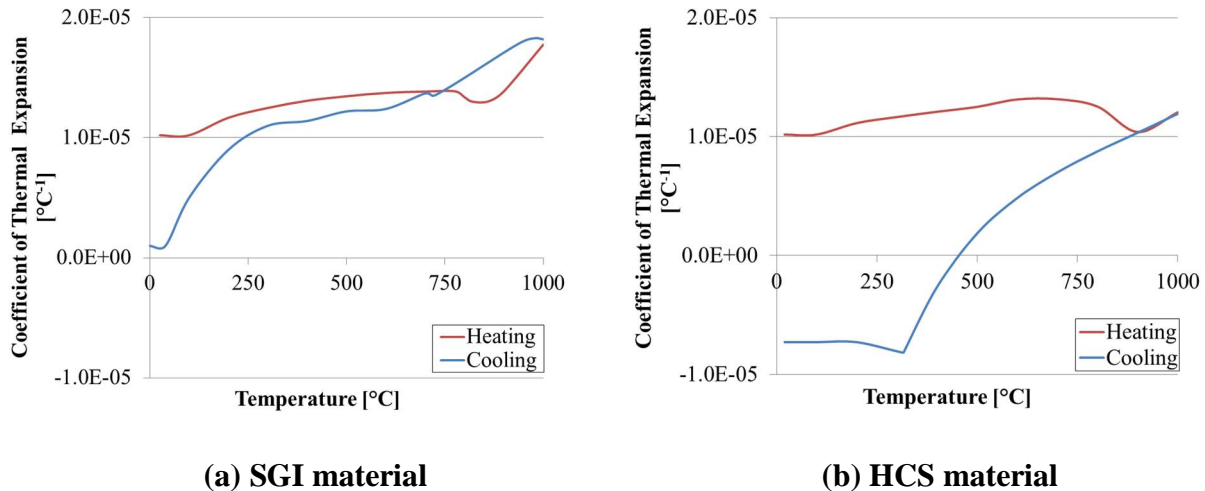 2.0E-05
1.0E-05
0.0E+00
-1.0E-05
0 250 500 750 1000
Coefficient of Thermal Expansion
[°C-1]
Temperature [°C]
Heating
Cooling
(a) SGI material
2.0E-05
1.0E-05
0.0E+00
-1.0E-05
0 250 500 750 1000
Coefficient of Thermal Expansion
[°C-1]
Temperature [°C]
Heating
Cooling
(b) HCS material